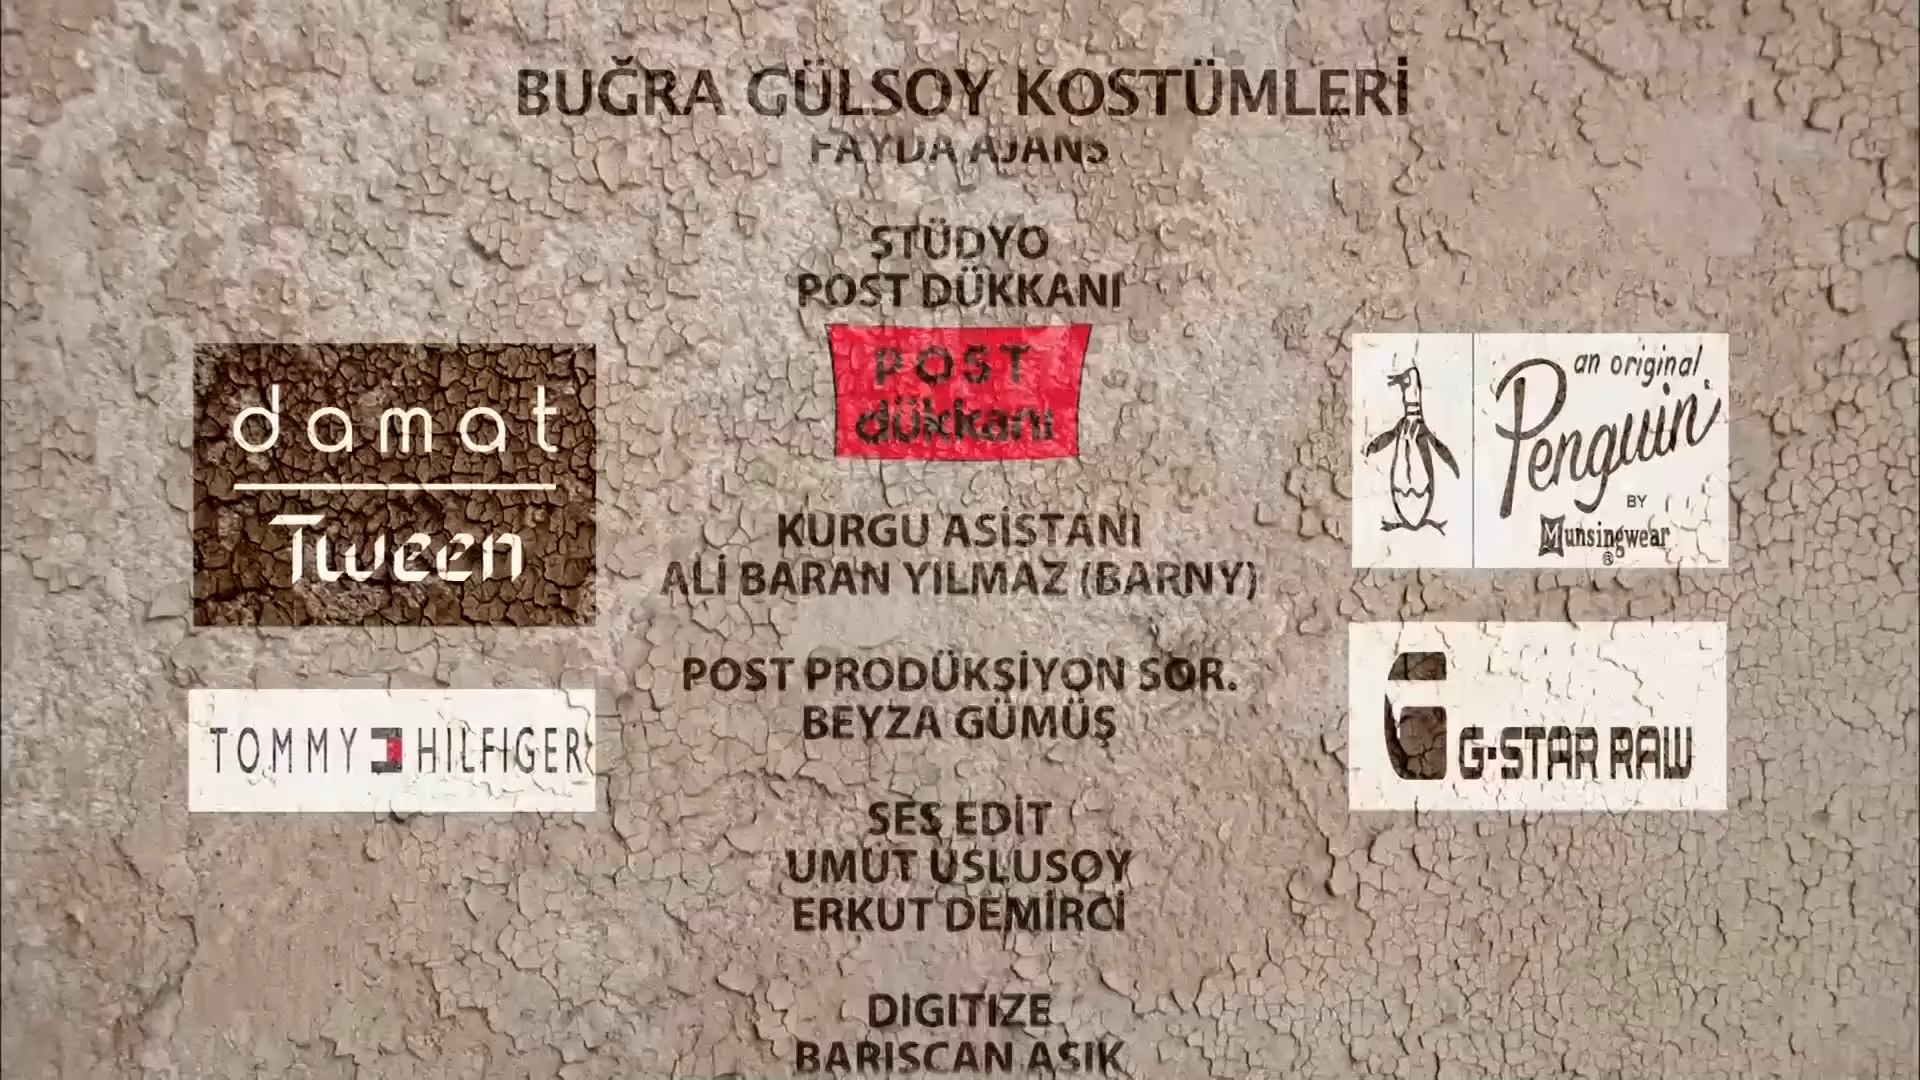 BUĞRA GÜLSOY KOSTÜMLERİ
FAYDA AJANS
STÜDYO
POST DÜKKANI
POST
dükkanı
damat
Tween
TOMMY HILFIGER
an original
Penguin
BY
Munsingwear
®
G-STAR RAW
KURGU ASİSTANI
ALİ BARAN YILMAZ (BARNY)
POST PRODÜKSİYON SOR.
BEYZA GÜMÜŞ
SES EDİT
UMUT USLUSOY
ERKUT DEMİRCİ
DIGITIZE
BARIŞCAN AŞIK